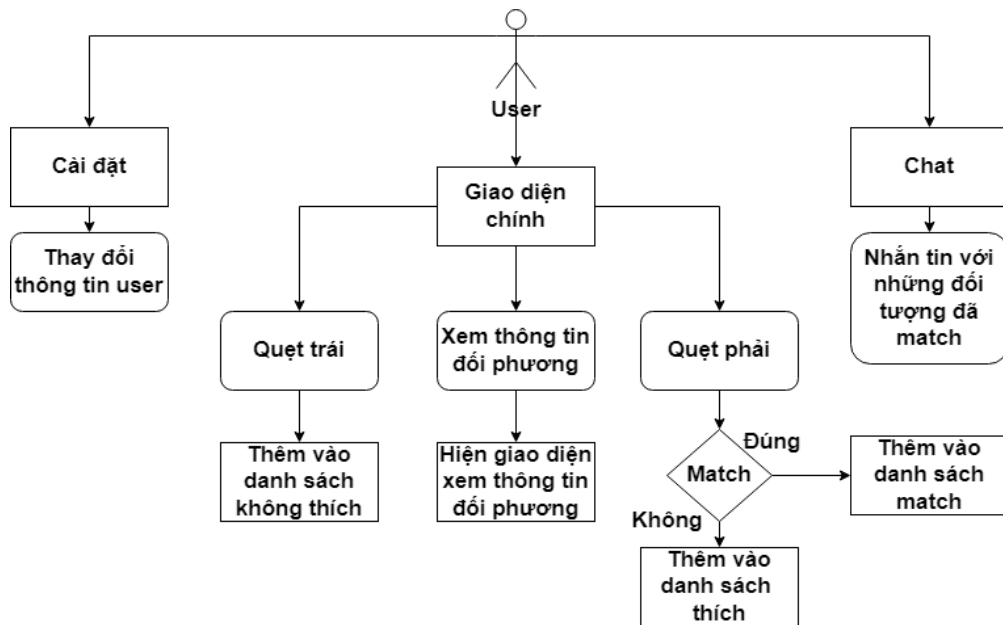 User
Cài đặt
Thay đổi
thông tin user
Giao diện
chính
Chat
Nhắn tin với
những đối
tượng đã
match
Quẹt trái
Xem thông tin
đối phương
Quẹt phải
Thêm vào
danh sách
không thích
Hiện giao diện
xem thông tin
đối phương
Match
Đúng
Không
Thêm vào
danh sách
match
Thêm vào
danh sách
thích